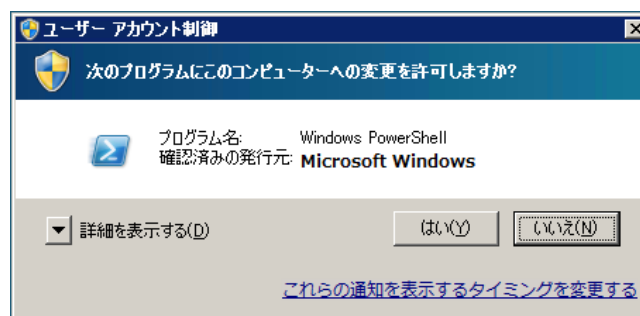 ユーザー アカウント制御
次のプログラムにこのコンピューターへの変更を許可しますか?
プログラム名: Windows PowerShell
確認済みの発行元: Microsoft Windows
詳細を表示する(D) はい(Y) いいえ(N)
これらの通知を表示するタイミングを変更する